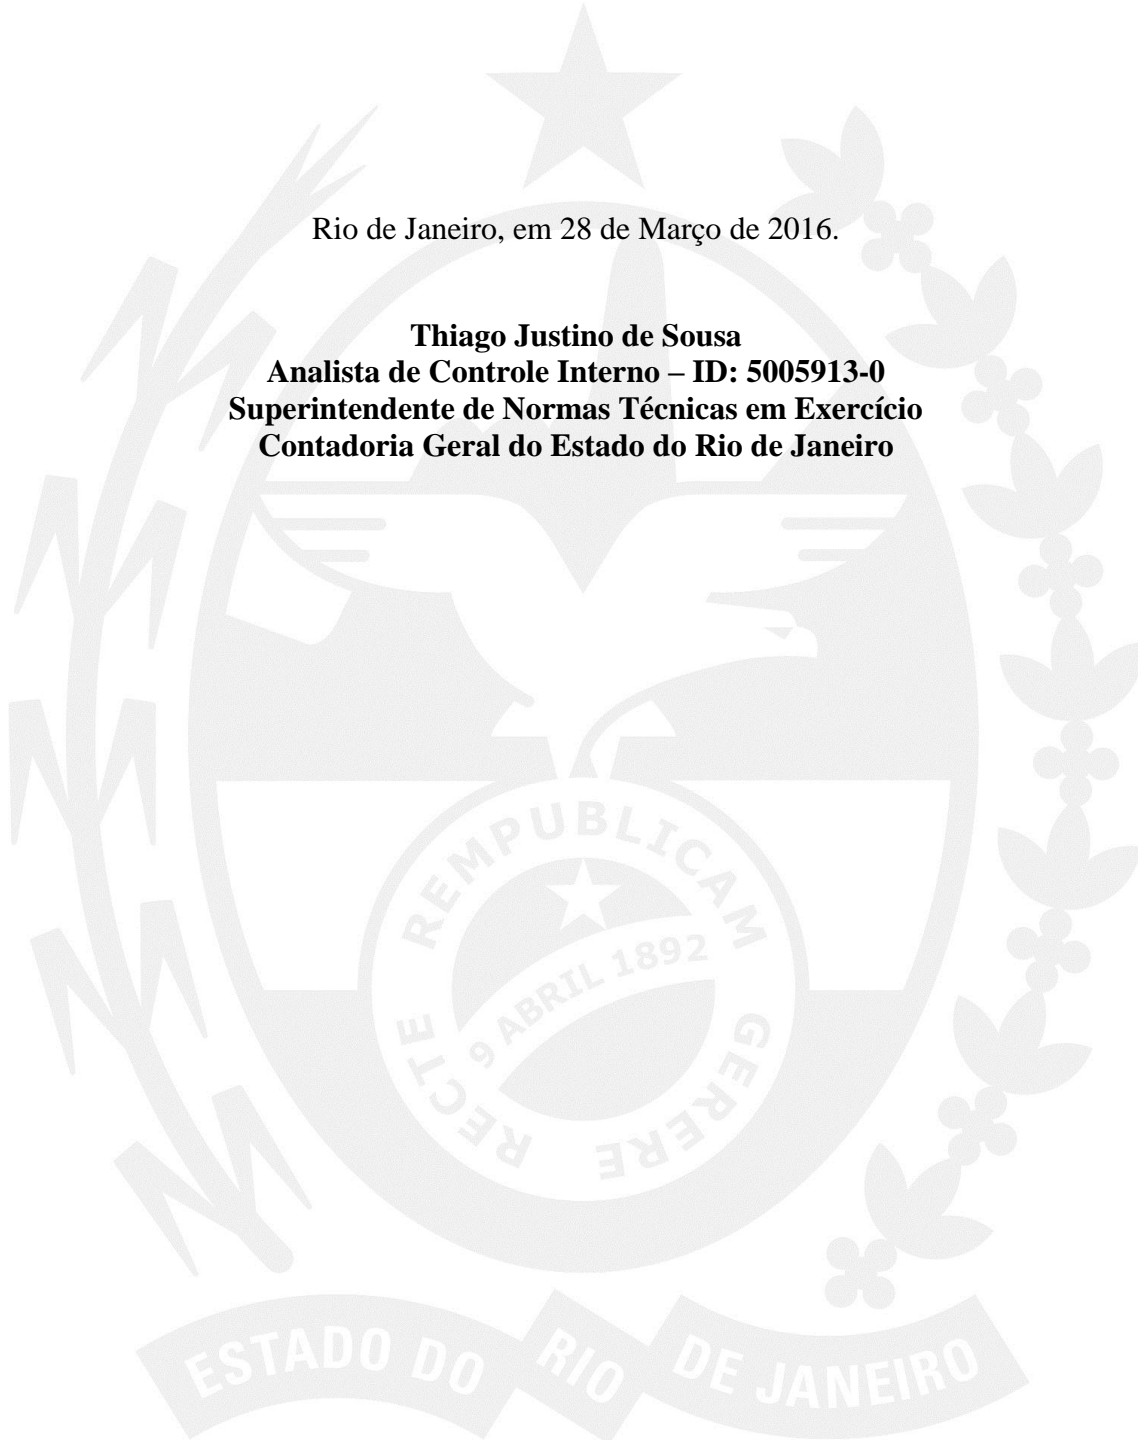 Rio de Janeiro, em 28 de Março de 2016.
Thiago Justino de Sousa
Analista de Controle Interno – ID: 5005913-0
Superintendente de Normas Técnicas em Exercício
Contadoria Geral do Estado do Rio de Janeiro
RECTE REMPUBLICAM GERERE
9 ABRIL 1892
ESTADO DO RIO DE JANEIRO